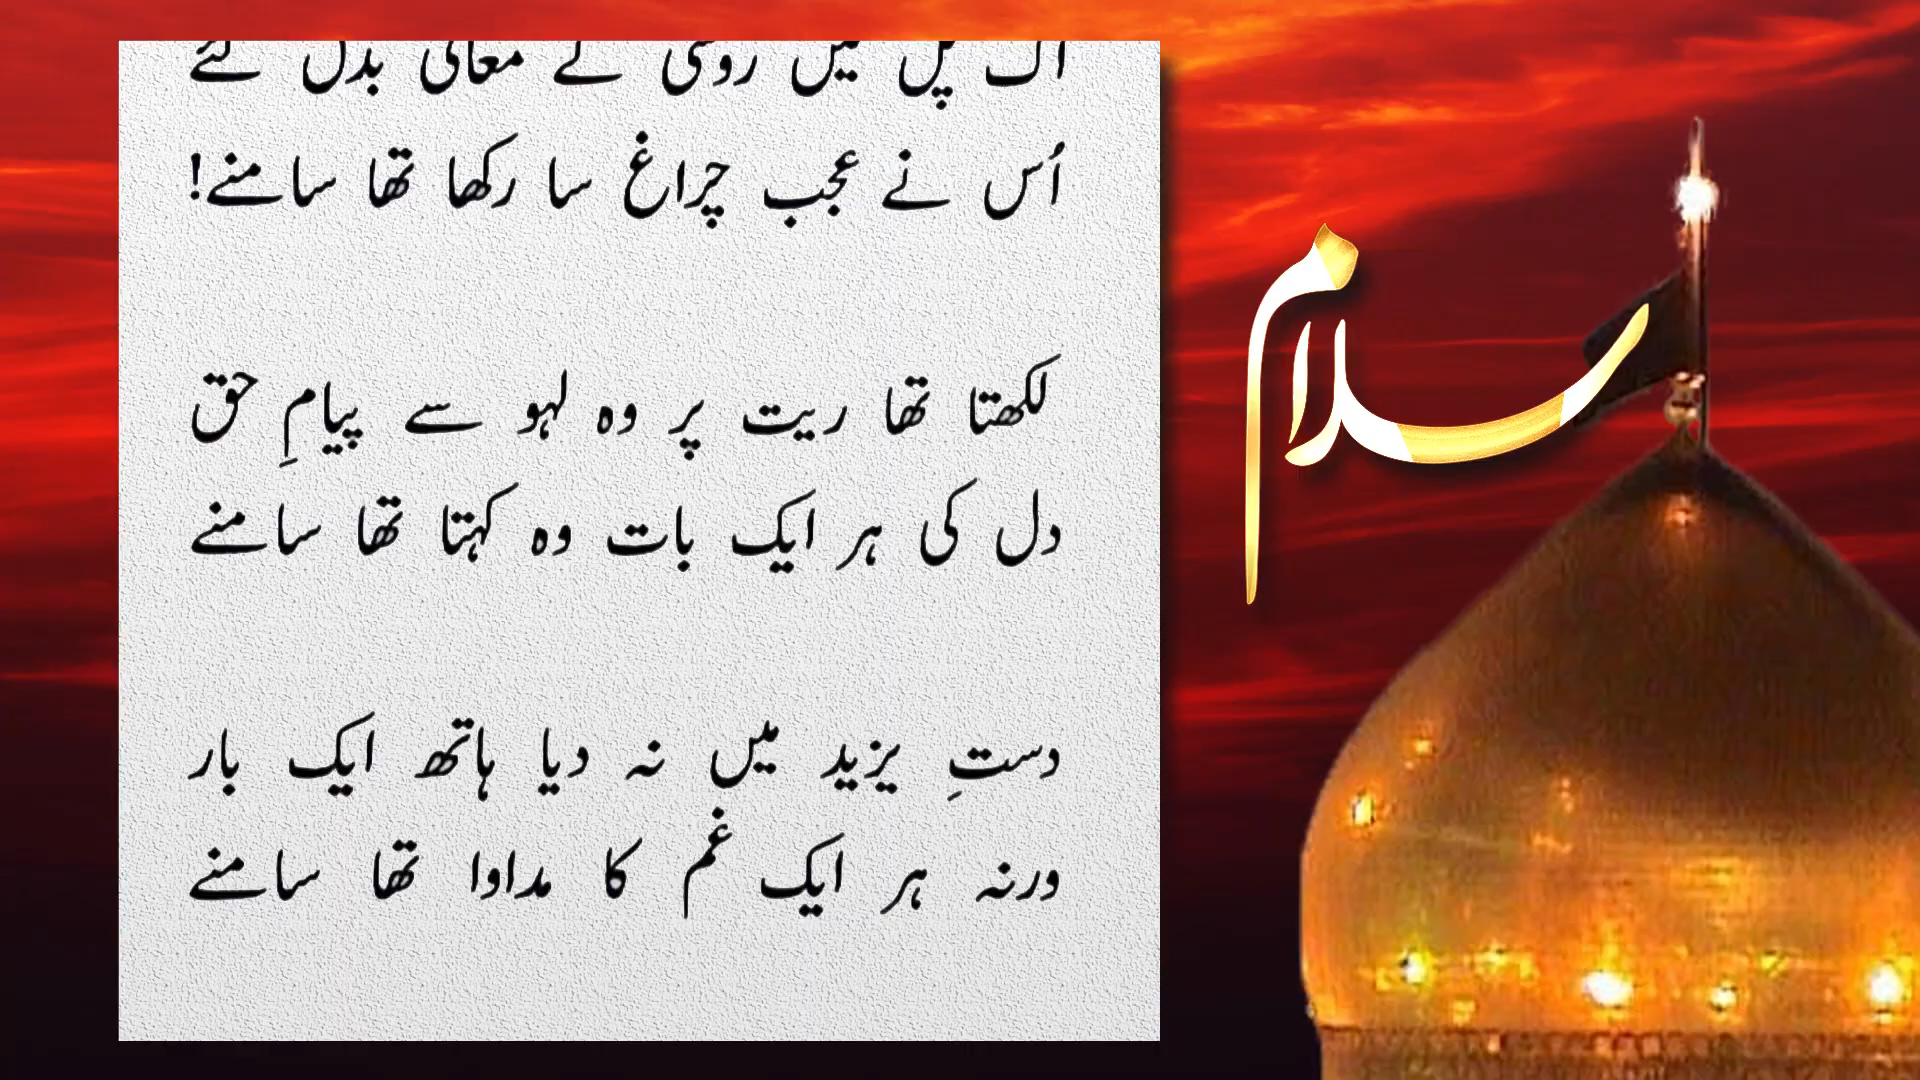 اک پل میں روشنی کے معانی بدل گئے
اُس نے عجب چراغ سا رکھا تھا سامنے!
لکھتا تھا ریت پر وہ لہو سے پیامِ حق
دل کی ہر ایک بات وہ کہتا تھا سامنے
دستِ یزید میں نہ دیا ہاتھ ایک بار
ورنہ ہر ایک غم کا مداوا تھا سامنے
سلام